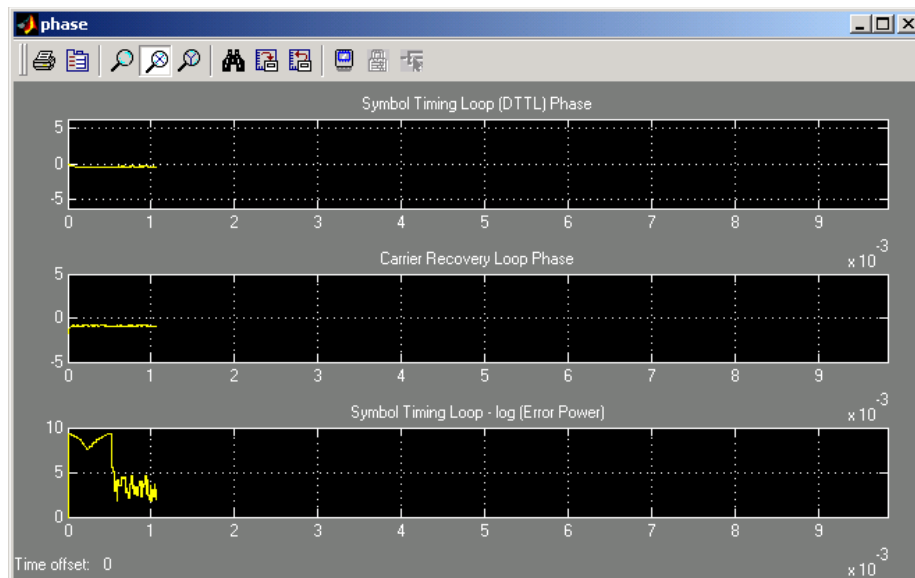 phase
Symbol Timing Loop (DTTL) Phase
5
0
-5
0 1 2 3 4 5 6 7 8 9
x 10^-3
Carrier Recovery Loop Phase
5
0
-5
0 1 2 3 4 5 6 7 8 9
x 10^-3
Symbol Timing Loop - log (Error Power)
10
5
0
0 1 2 3 4 5 6 7 8 9
x 10^-3
Time offset: 0